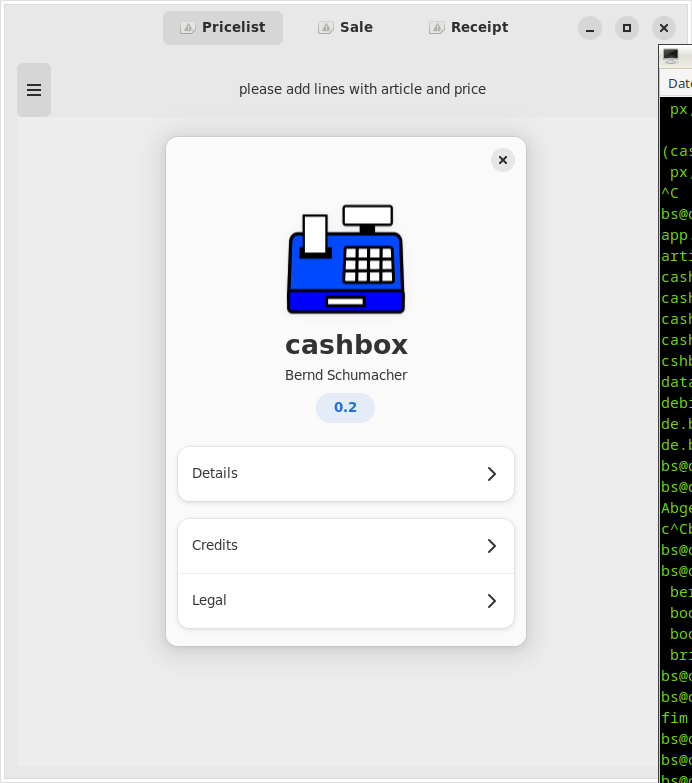 Pricelist
Sale
Receipt
please add lines with article and price
cashbox
Bernd Schumacher
0.2
Details
Credits
Legal
Date
px,
(cas
px,
^C
bs@d
app
arti
cash
cash
cash
cash
cshb
data
debi
de.b
de.b
bs@d
bs@d
Abge
c^Cb
bs@d
bs@d
ber
boo
boo
bri
bs@d
bs@d
fim
bs@d
bs@d
bs@d